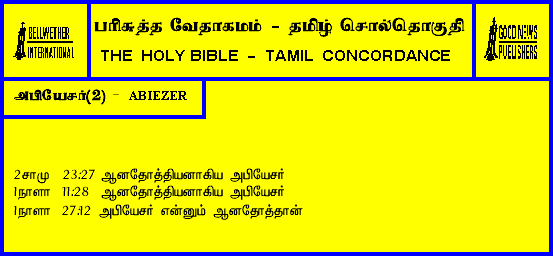 BELLWETHER
INTERNATIONAL
பரிசுத்த வேதாகமம் - தமிழ் சொல்தொகுதி
THE HOLY BIBLE - TAMIL CONCORDANCE
GOOD NEWS
PUBLISHERS
அபியேசர்(2) - ABIEZER
2சாமு 23:27 ஆனதோத்தியனாகிய அபியேசர்
1நாளா 11:28 ஆனதோத்தியனாகிய அபியேசர்
1நாளா 27:12 அபியேசர் என்னும் ஆனதோத்தான்